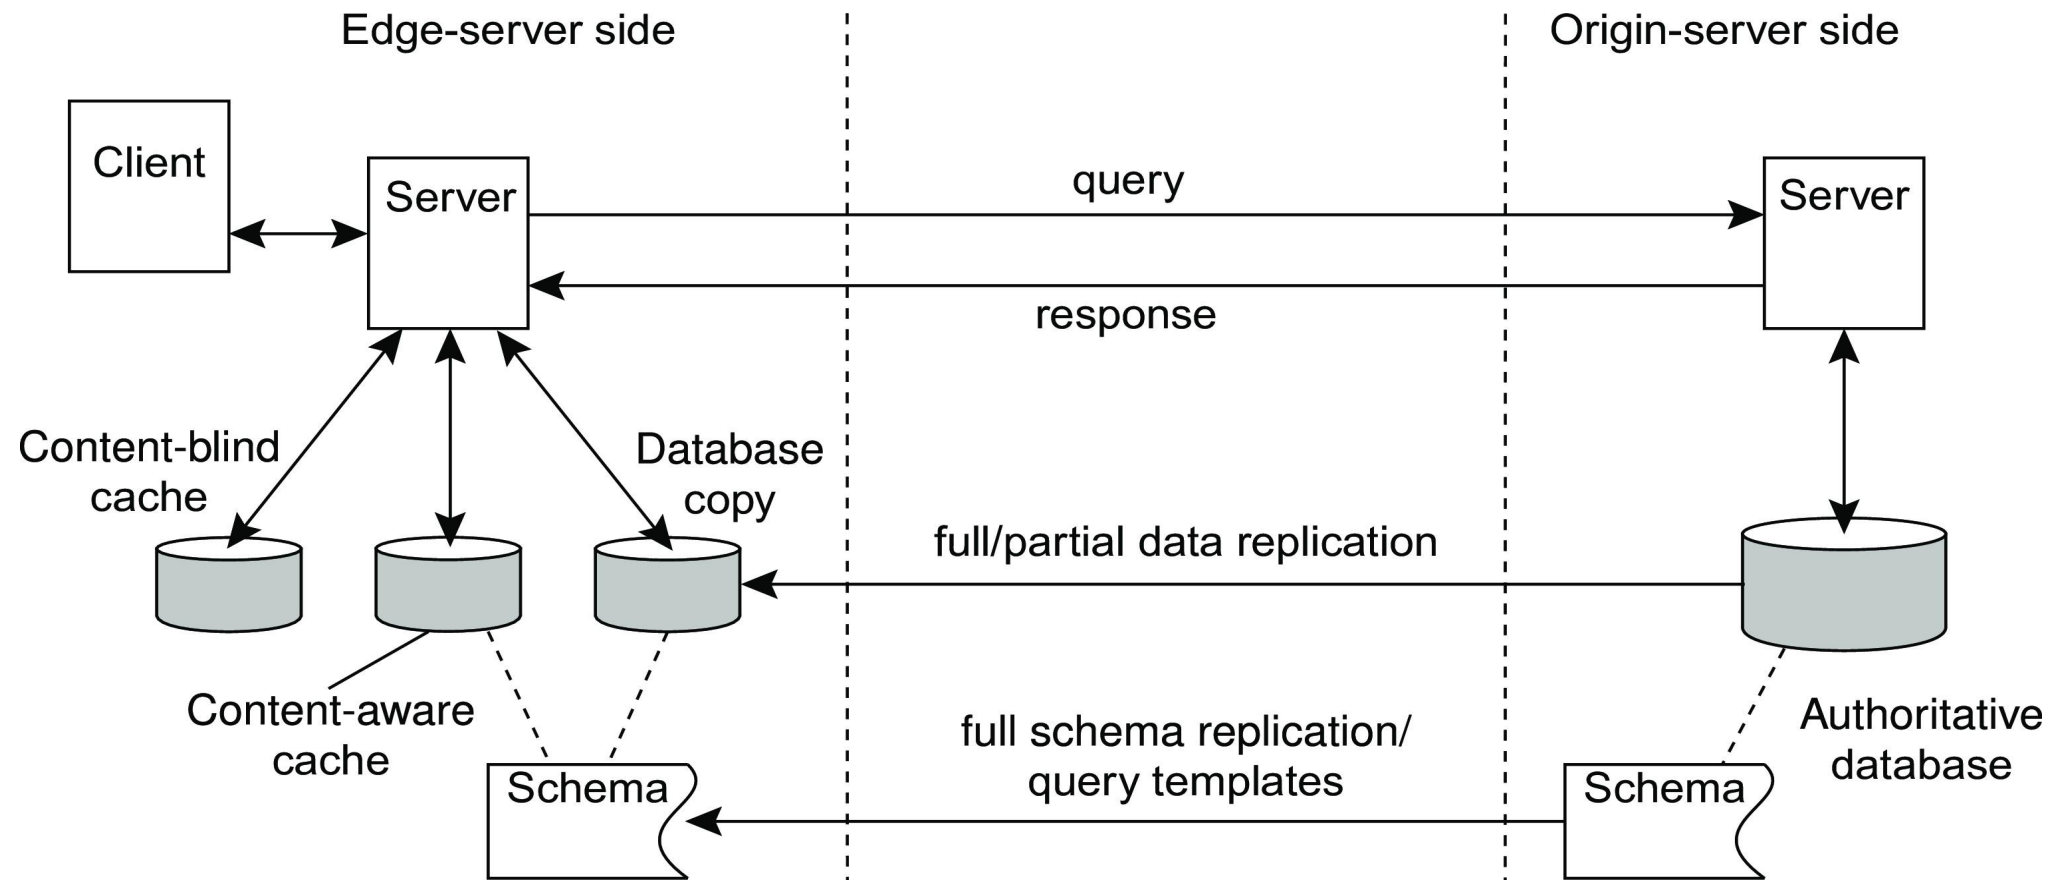 Edge-server side
Origin-server side
Client
Server
query
Server
response
Content-blind
cache
Database
copy
full/partial data replication
Content-aware
cache
full schema replication/
query templates
Authoritative
database
Schema
Schema